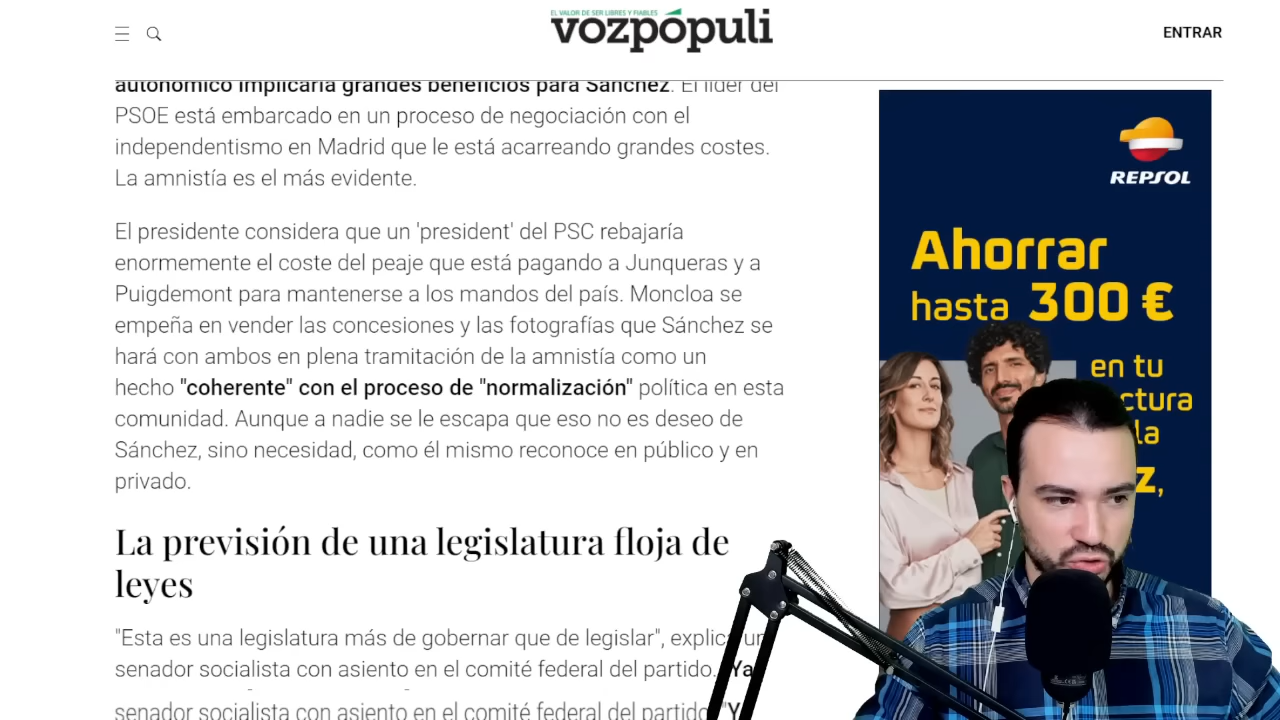 EL VALOR DE SER LIBRES Y FIABLES
vozpópuli
ENTRAR
autonómico implicaría grandes beneficios para Sánchez. El líder del
PSOE está embarcado en un proceso de negociación con el
independentismo en Madrid que le está acarreando grandes costes.
La amnistía es el más evidente.
El presidente considera que un 'president' del PSC rebajaría
enormemente el coste del peaje que está pagando a Junqueras y a
Puigdemont para mantenerse a los mandos del país. Moncloa se
empeña en vender las concesiones y las fotografías que Sánchez se
hará con ambos en plena tramitación de la amnistía como un
hecho "coherente" con el proceso de "normalización" política en esta
comunidad. Aunque a nadie se le escapa que eso no es deseo de
Sánchez, sino necesidad, como él mismo reconoce en público y en
privado.
La previsión de una legislatura floja de
leyes
"Esta es una legislatura más de gobernar que de legislar", explica un
senador socialista con asiento en el comité federal del partido. "Ya
senador socialista con asiento en el comité federal del partido. "Y
REPSOL
Ahorrar
hasta 300 €
en tu
ctura
la
z,